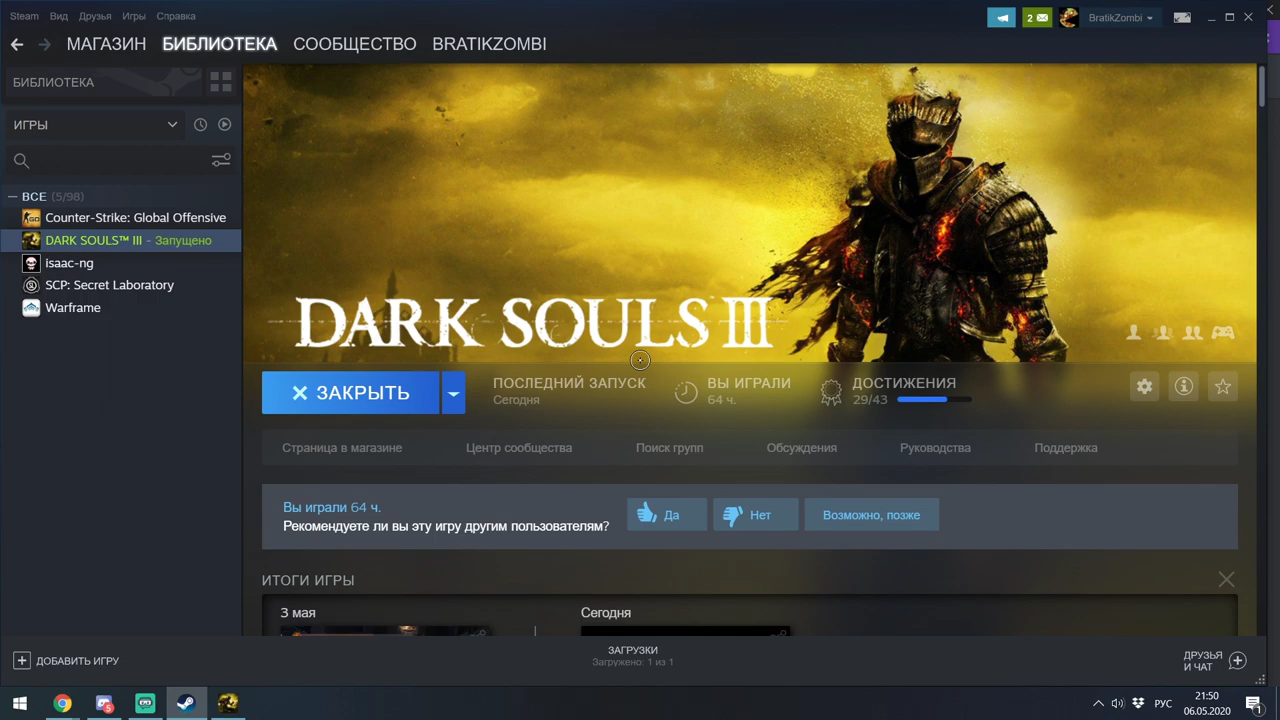 Steam Вид Друзья Игры Справка
2
BratikZombi
МАГАЗИН БИБЛИОТЕКА СООБЩЕСТВО BRATIKZOMBI
БИБЛИОТЕКА
ИГРЫ
ВСЕ (5/98)
Counter-Strike: Global Offensive
DARK SOULS™ III - Запущено
isaac-ng
SCP: Secret Laboratory
Warframe
DARK SOULS III
ЗАКРЫТЬ
ПОСЛЕДНИЙ ЗАПУСК
Сегодня
ВЫ ИГРАЛИ
64 ч.
ДОСТИЖЕНИЯ
29/43
Страница в магазине Центр сообщества Поиск групп Обсуждения Руководства Поддержка
Вы играли 64 ч.
Рекомендуете ли вы эту игру другим пользователям?
Да Нет Возможно, позже
ИТОГИ ИГРЫ
3 мая Сегодня
ДОБАВИТЬ ИГРУ
ЗАГРУЗКИ
Загружено: 1 из 1
ДРУЗЬЯ
И ЧАТ
5
РУС
21:50
06.05.2020
1